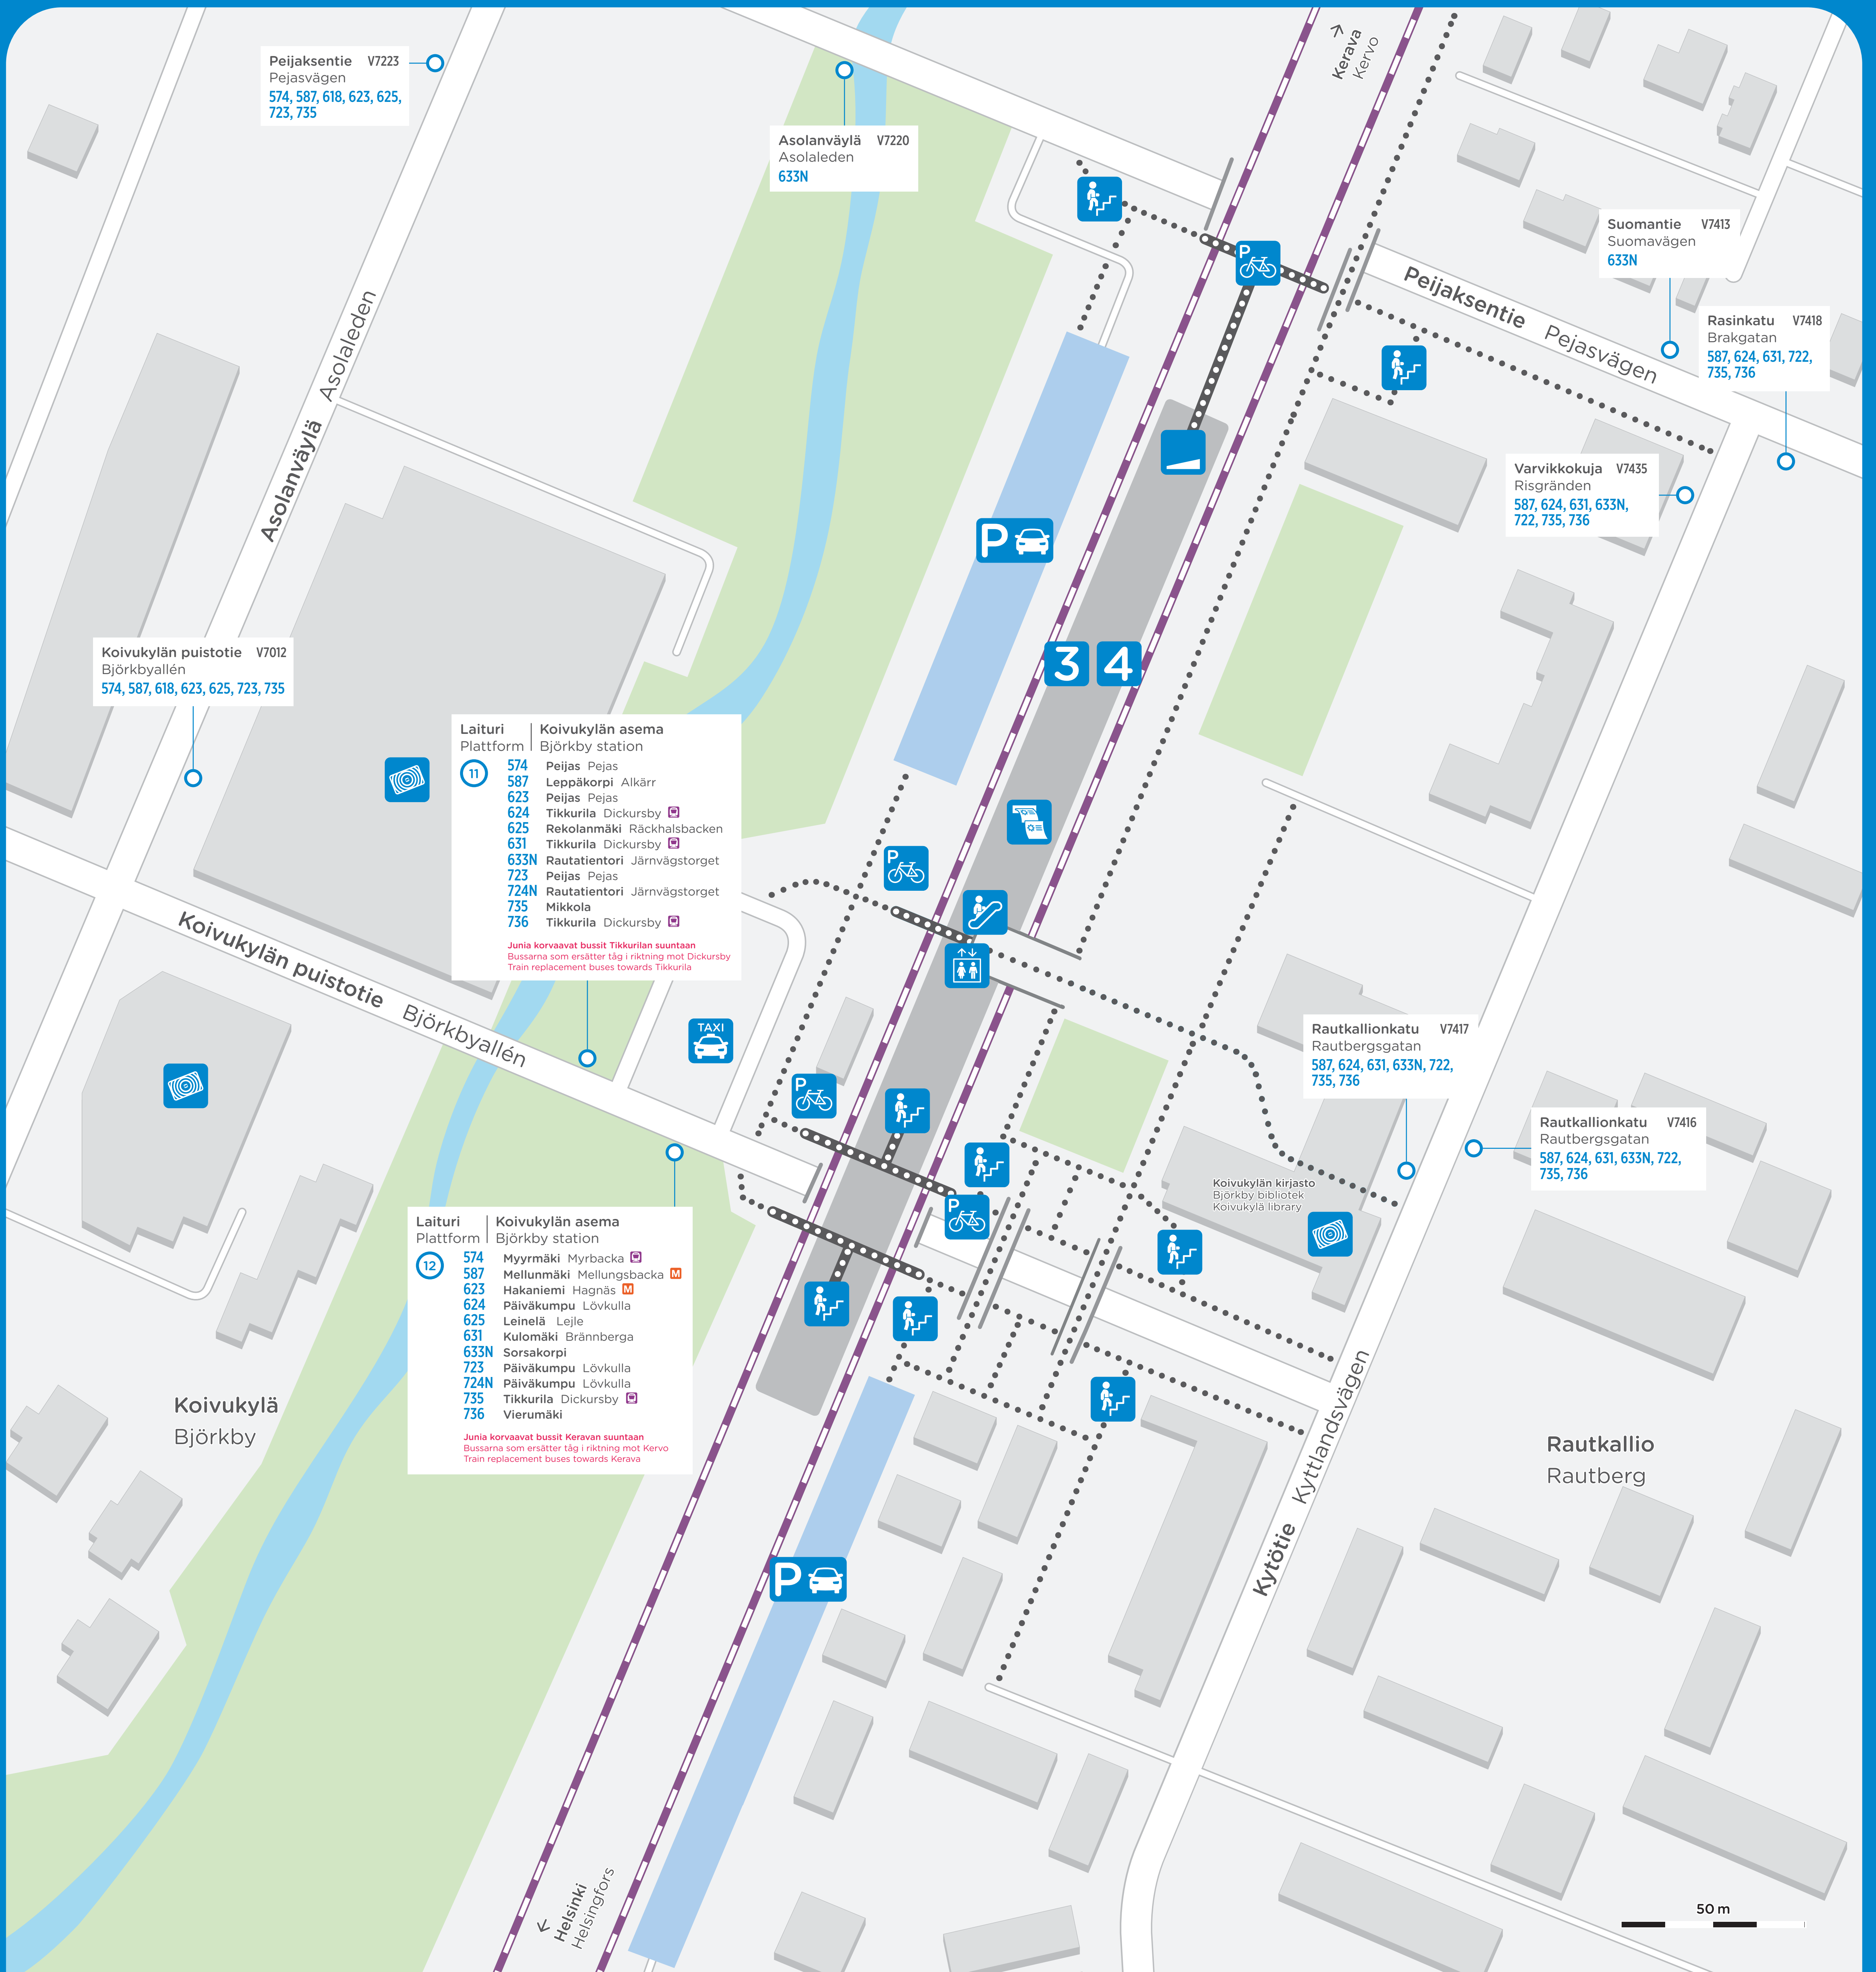 Kerava
Kervo
Peijaksentie V7223
Pejasvägen
574, 587, 618, 623, 625,
723, 735
Asolanväylä V7220
Asolaleden
633N
Suomantie V7413
Suomavägen
633N
Peijaksentie Pejasvägen
Rasinkatu V7418
Brakgatan
587, 624, 631, 722,
735, 736
Asolanväylä Asolaleden
Varvikkokuja V7435
Risgränden
587, 624, 631, 633N,
722, 735, 736
P
P
3 4
Koivukylän puistotie V7012
Björkbyallén
574, 587, 618, 623, 625, 723, 735
Laituri Koivukylän asema
Plattform Björkby station
11
574 Peijas Pejas
587 Leppäkorpi Alkärr
623 Peijas Pejas
624 Tikkurila Dickursby
625 Rekolanmäki Räckhalsbacken
631 Tikkurila Dickursby
633N Rautatientori Järnvägstorget
723 Peijas Pejas
724N Rautatientori Järnvägstorget
735 Mikkola
736 Tikkurila Dickursby
Junia korvaavat bussit Tikkurilan suuntaan
Bussarna som ersätter tåg i riktning mot Dickursby
Train replacement buses towards Tikkurila
P
Koivukylän puistotie Björkbyallén
TAXI
P
P
Rautkallionkatu V7417
Rautbergsgatan
587, 624, 631, 633N, 722,
735, 736
Rautkallionkatu V7416
Rautbergsgatan
587, 624, 631, 633N, 722,
735, 736
Koivukylän kirjasto
Björkby bibliotek
Koivukylä library
Laituri Koivukylän asema
Plattform Björkby station
12
574 Myyrmäki Myrbacka
587 Mellunmäki Mellungsbacka M
623 Hakaniemi Hagnäs M
624 Päiväkumpu Lövkulla
625 Leinelä Lejle
631 Kulomäki Brännberga
633N Sorsakorpi
723 Päiväkumpu Lövkulla
724N Päiväkumpu Lövkulla
735 Tikkurila Dickursby
736 Vierumäki
Junia korvaavat bussit Keravan suuntaan
Bussarna som ersätter tåg i riktning mot Kervo
Train replacement buses towards Kerava
Koivukylä
Björkby
Rautkallio
Rautberg
Kytötie Kyttlandsvägen
P
Helsinki
Helsingfors
50 m